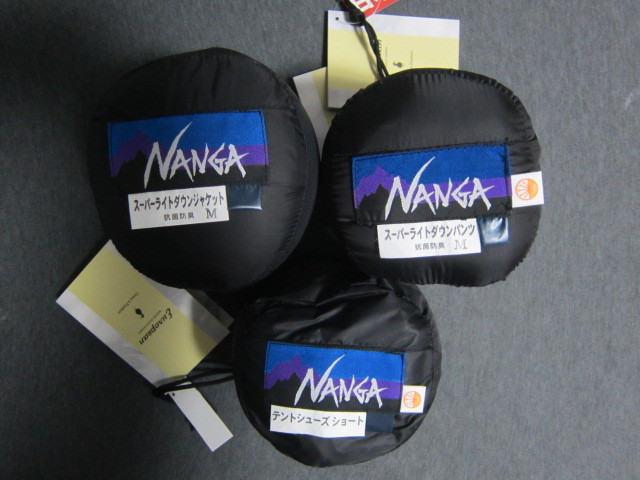 NANGA
スーパーライトダウンジャケット
抗菌防臭 M
NANGA
スーパーライトダウンパンツ
抗菌防臭 M
European
NANGA
テントシューズ ショート